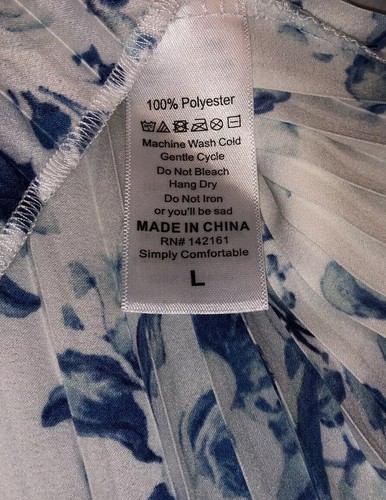 100% Polyester
Machine Wash Cold
Gentle Cycle
Do Not Bleach
Hang Dry
Do Not Iron
or you'll be sad
MADE IN CHINA
RN# 142161
Simply Comfortable
L